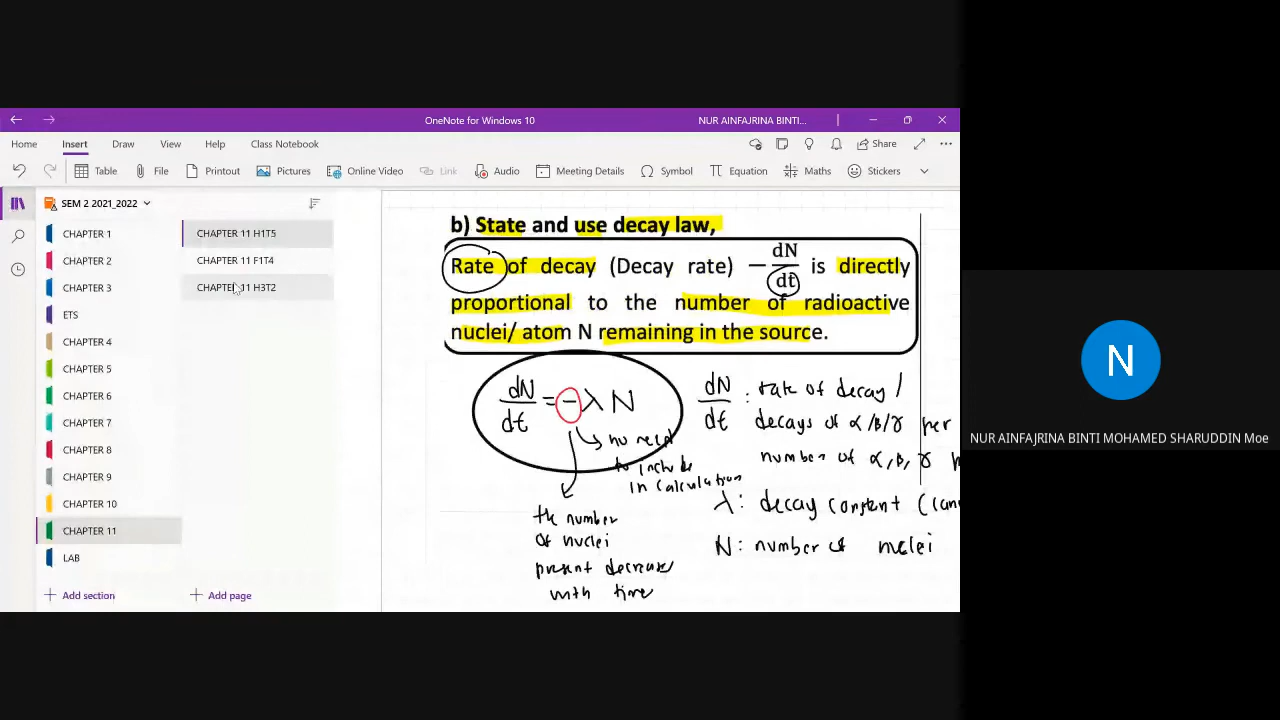 OneNote for Windows 10
NUR AINFAJRINA BINTI...
Home Insert Draw View Help Class Notebook
Share
Table File Printout Pictures Online Video Link Audio Meeting Details Symbol Equation Maths Stickers
SEM 2 2021_2022
CHAPTER 1
CHAPTER 2
CHAPTER 3
ETS
CHAPTER 4
CHAPTER 5
CHAPTER 6
CHAPTER 7
CHAPTER 8
CHAPTER 9
CHAPTER 10
CHAPTER 11
LAB
Add section
CHAPTER 11 H1T5
CHAPTER 11 F1T4
CHAPTER 11 H3T2
Add page
b) State and use decay law,
Rate of decay (Decay rate) − dN/dt is directly
proportional to the number of radioactive
nuclei/ atom N remaining in the source.
dN/dt = − λ N
no need
to include
in calculation
the number
of nuclei
present decrease
with time
dN/dt : rate of decay /
decays of α/β/γ per
number of α, β, γ
λ: decay constant
N: number of nuclei
N
NUR AINFAJRINA BINTI MOHAMED SHARUDDIN Moe